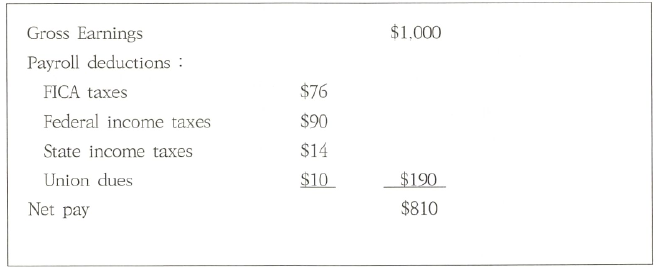 Gross Earnings $1,000
Payroll deductions :
FICA taxes $76
Federal income taxes $90
State income taxes $14
Union dues $10 $190
Net pay $810